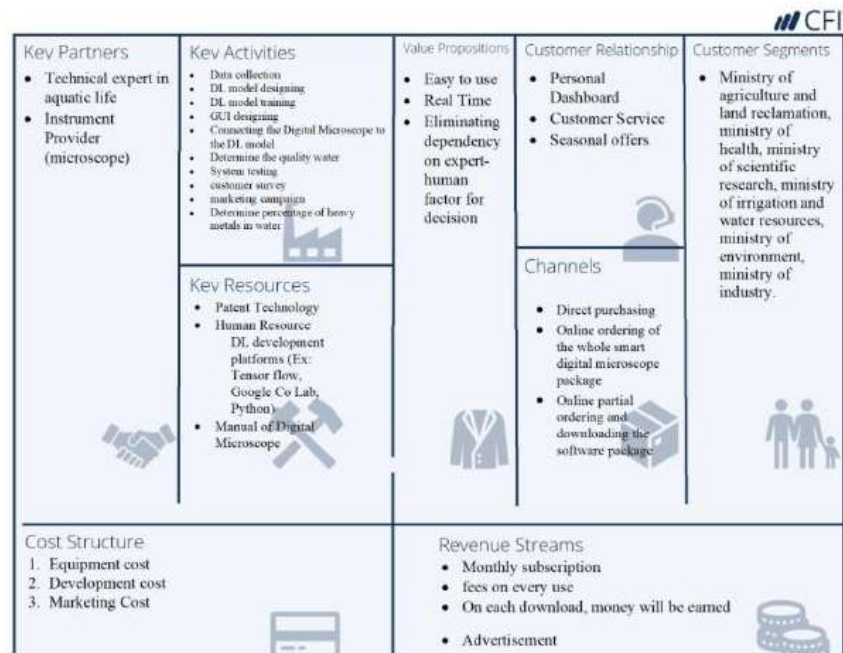 CFI
Key Partners
• Technical expert in
aquatic life
• Instrument
Provider
(microscope)
Key Activities
• Data collection
• DL model designing
• DL model training
• GUI designing
• Connecting the Digital Microscope to
the DL model
• Determine the quality water
• System testing
• customer survey
• marketing campaign
• Determine percentage of heavy
metals in water
Key Resources
• Patent Technology
• Human Resource
DL development
platforms (Ex:
Tensor flow,
Google Co Lab,
Python)
• Manual of Digital
Microscope
Value Propositions
• Easy to use
• Real Time
• Eliminating
dependency
on expert-
human
factor for
decision
Customer Relationship
• Personal
Dashboard
• Customer Service
• Seasonal offers
Channels
• Direct purchasing
• Online ordering of
the whole smart
digital microscope
package
• Online partial
ordering and
downloading the
software package
Customer Segments
• Ministry of
agriculture and
land reclamation,
ministry of
health, ministry
of scientific
research, ministry
of irrigation and
water resources,
ministry of
environment,
ministry of
industry.
Cost Structure
1. Equipment cost
2. Development cost
3. Marketing Cost
Revenue Streams
• Monthly subscription
• fees on every use
• On each download, money will be earned
• Advertisement